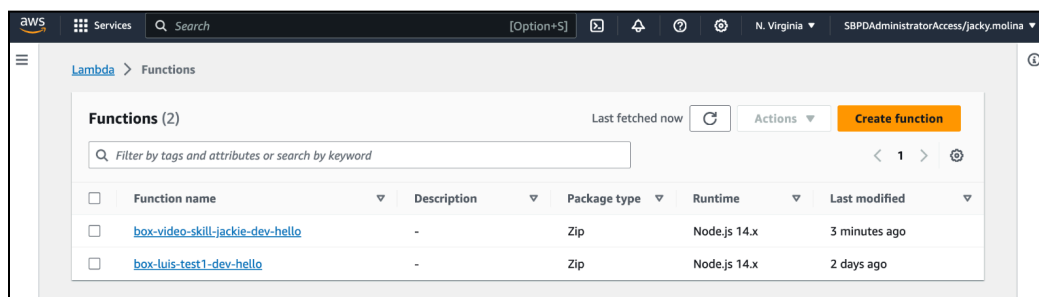 aws Services Search [Option+S] N. Virginia ▼ SBPDAdministratorAccess/jacky.molina ▼
Lambda > Functions
Functions (2) Last fetched now Actions ▼ Create function
Filter by tags and attributes or search by keyword < 1 >
Function name Description Package type Runtime Last modified
box-video-skill-jackie-dev-hello - Zip Node.js 14.x 3 minutes ago
box-luis-test1-dev-hello - Zip Node.js 14.x 2 days ago